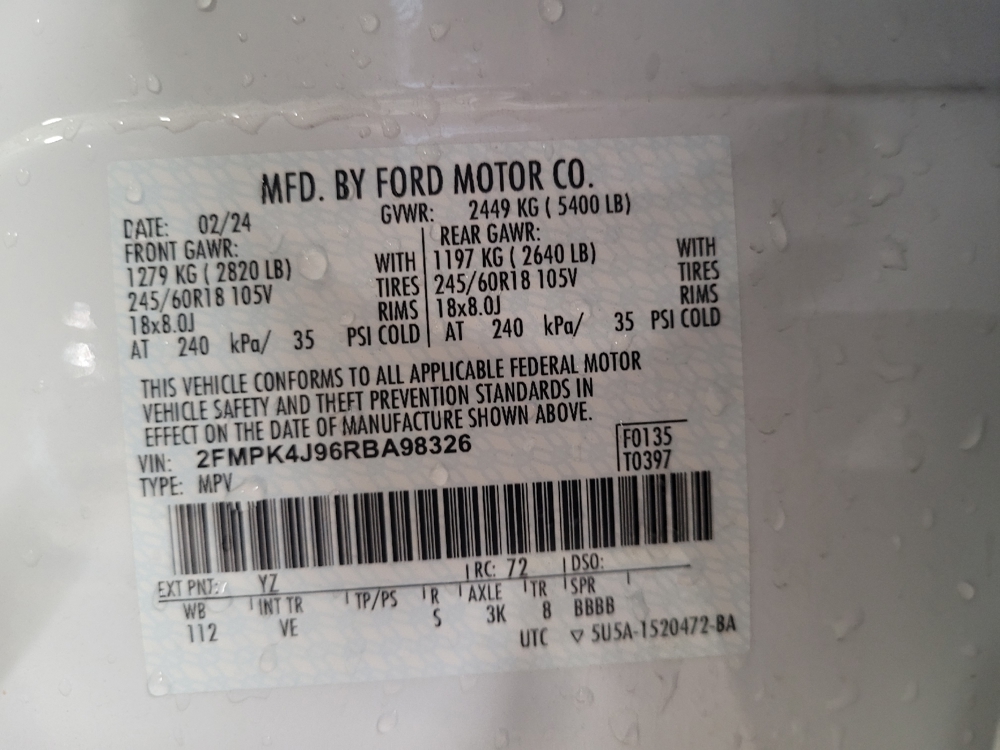 MFD. BY FORD MOTOR CO.
DATE: 02/24 GVWR: 2449 KG ( 5400 LB)
FRONT GAWR: REAR GAWR:
1279 KG ( 2820 LB) WITH 1197 KG ( 2640 LB) WITH
245/60R18 105V TIRES 245/60R18 105V TIRES
18x8.0J RIMS 18x8.0J RIMS
AT 240 kPa/ 35 PSI COLD AT 240 kPa/ 35 PSI COLD
THIS VEHICLE CONFORMS TO ALL APPLICABLE FEDERAL MOTOR
VEHICLE SAFETY AND THEFT PREVENTION STANDARDS IN
EFFECT ON THE DATE OF MANUFACTURE SHOWN ABOVE.
VIN: 2FMPK4J96RBA98326 F0135
TYPE: MPV T0397
EXT PNT: YZ RC: 72 DSO:
WB INT TR TP/PS R AXLE TR SPR
112 VE S 3K 8 BBBB
UTC ▽ 5U5A-1520472-BA